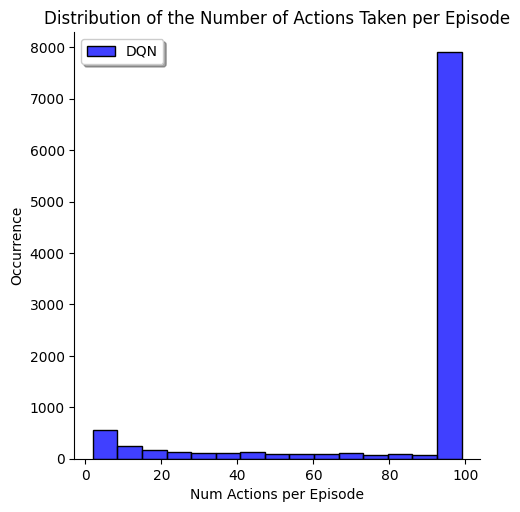 Distribution of the Number of Actions Taken per Episode
DQN
8000
7000
6000
5000
4000
3000
2000
1000
0
Occurrence
0 20 40 60 80 100
Num Actions per Episode